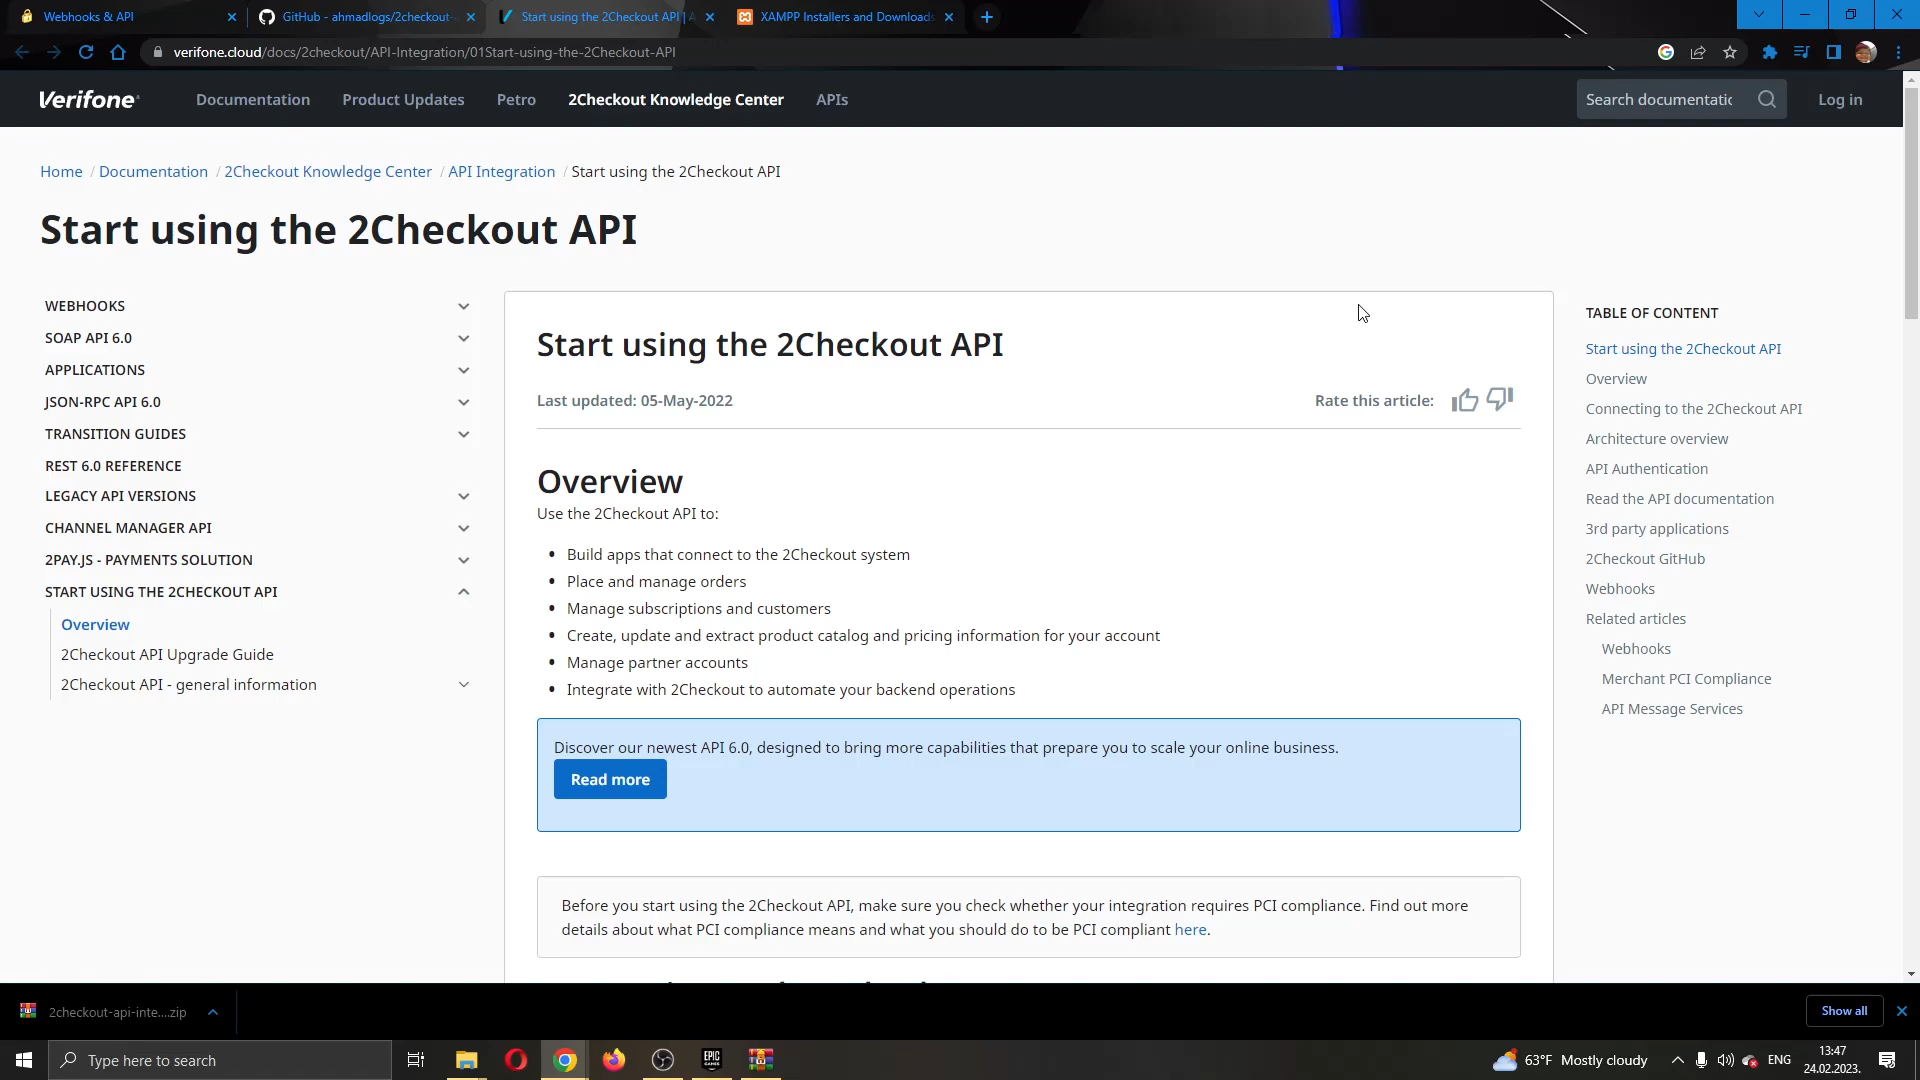 Webhooks & API
GitHub - ahmadlogs/2checkout-
Start using the 2Checkout API | A
XAMPP Installers and Downloads
verifone.cloud/docs/2checkout/API-Integration/01Start-using-the-2Checkout-API
Verifone
Documentation
Product Updates
Petro
2Checkout Knowledge Center
APIs
Search documentatic
Log in
Home / Documentation / 2Checkout Knowledge Center / API Integration / Start using the 2Checkout API
Start using the 2Checkout API
WEBHOOKS
SOAP API 6.0
APPLICATIONS
JSON-RPC API 6.0
TRANSITION GUIDES
REST 6.0 REFERENCE
LEGACY API VERSIONS
CHANNEL MANAGER API
2PAY.JS - PAYMENTS SOLUTION
START USING THE 2CHECKOUT API
Overview
2Checkout API Upgrade Guide
2Checkout API - general information
Start using the 2Checkout API
Last updated: 05-May-2022
Rate this article:
Overview
Use the 2Checkout API to:
• Build apps that connect to the 2Checkout system
• Place and manage orders
• Manage subscriptions and customers
• Create, update and extract product catalog and pricing information for your account
• Manage partner accounts
• Integrate with 2Checkout to automate your backend operations
Discover our newest API 6.0, designed to bring more capabilities that prepare you to scale your online business.
Read more
Before you start using the 2Checkout API, make sure you check whether your integration requires PCI compliance. Find out more
details about what PCI compliance means and what you should do to be PCI compliant here.
TABLE OF CONTENT
Start using the 2Checkout API
Overview
Connecting to the 2Checkout API
Architecture overview
API Authentication
Read the API documentation
3rd party applications
2Checkout GitHub
Webhooks
Related articles
Webhooks
Merchant PCI Compliance
API Message Services
2checkout-api-inte....zip
Show all
Type here to search
EPIC
GAMES
63°F Mostly cloudy
ENG
13:47
24.02.2023.